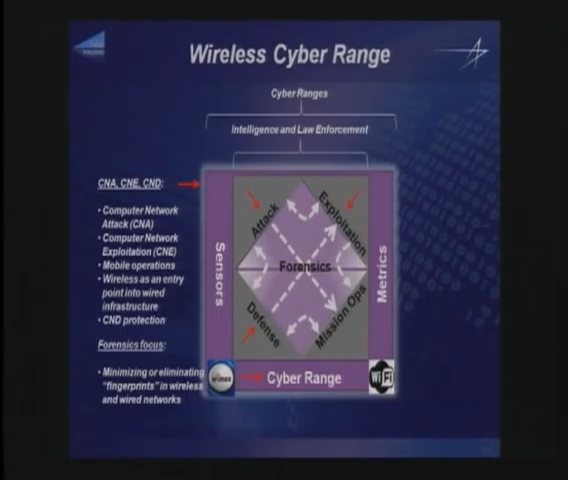 Wireless Cyber Range
Cyber Ranges
Intelligence and Law Enforcement
CNA, CNE, CND:
• Computer Network
Attack (CNA)
• Computer Network
Exploitation (CNE)
• Mobile operations
• Wireless as an entry
point into wired
infrastructure
• CND protection
Forensics focus:
• Minimizing or eliminating
"fingerprints" in wireless
and wired networks
Sensors
Attack
Exploitation
Forensics
Defense
Mission Ops
Metrics
Cyber Range
WiFi